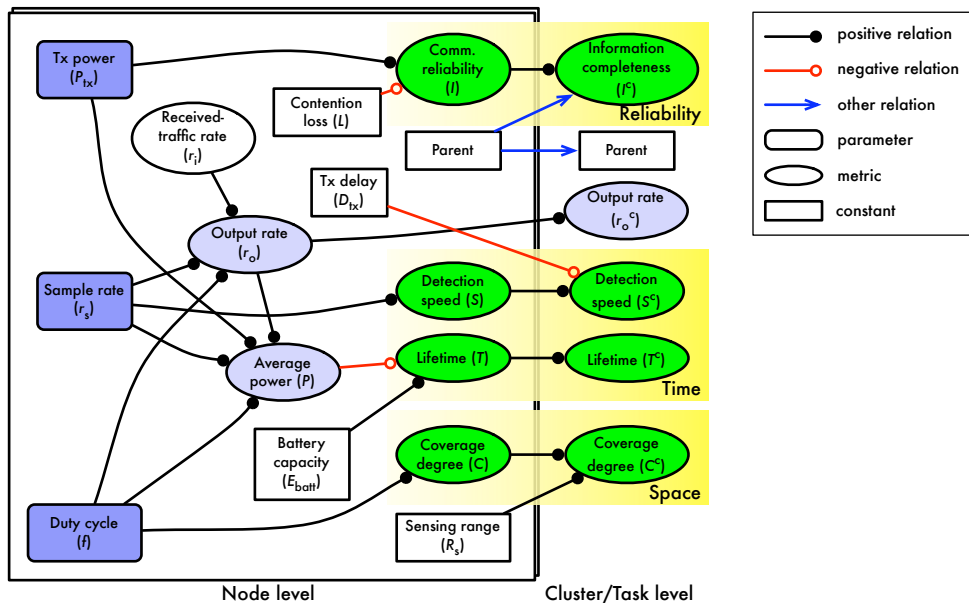 Tx power
(Ptx)
Comm.
reliability
(I)
Information
completeness
(Iᶜ)
Reliability
Contention
loss (L)
Received-
traffic rate
(ri)
Parent
Parent
Tx delay
(Dtx)
Output rate
(ro)
Output rate
(roᶜ)
Sample rate
(rs)
Detection
speed (S)
Detection
speed (Sᶜ)
Average
power (P)
Lifetime (T)
Lifetime (Tᶜ)
Time
Battery
capacity
(Ebatt)
Coverage
degree (C)
Coverage
degree (Cᶜ)
Space
Duty cycle
(f)
Sensing range
(Rs)
Node level
Cluster/Task level
positive relation
negative relation
other relation
parameter
metric
constant